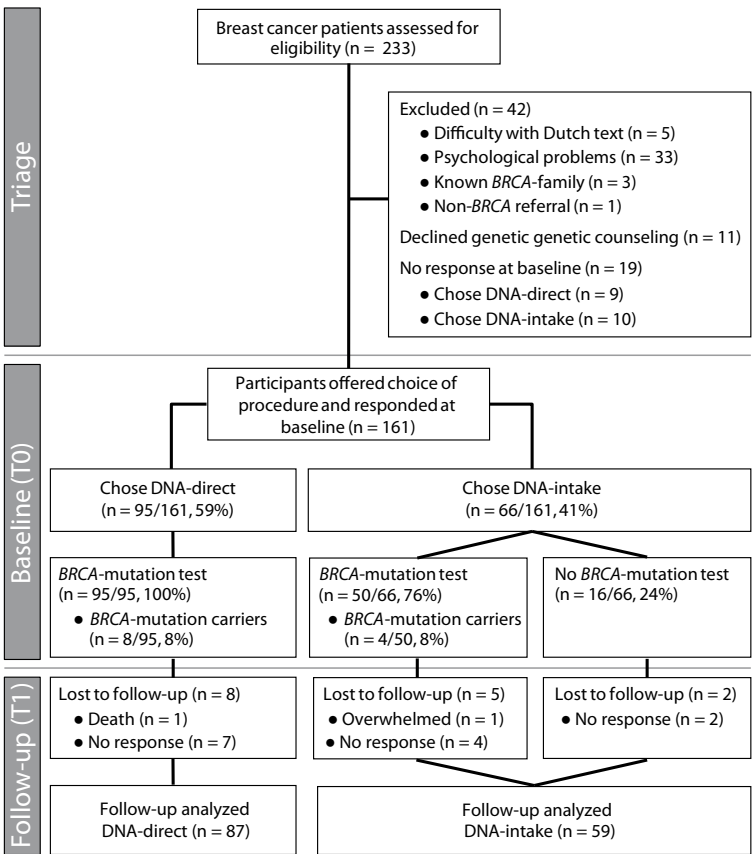 Triage
Breast cancer patients assessed for
eligibility (n = 233)
Excluded (n = 42)
● Difficulty with Dutch text (n = 5)
● Psychological problems (n = 33)
● Known BRCA-family (n = 3)
● Non-BRCA referral (n = 1)
Declined genetic genetic counseling (n = 11)
No response at baseline (n = 19)
● Chose DNA-direct (n = 9)
● Chose DNA-intake (n = 10)
Baseline (T0)
Participants offered choice of
procedure and responded at
baseline (n = 161)
Chose DNA-direct
(n = 95/161, 59%)
Chose DNA-intake
(n = 66/161, 41%)
BRCA-mutation test
(n = 95/95, 100%)
● BRCA-mutation carriers
(n = 8/95, 8%)
BRCA-mutation test
(n = 50/66, 76%)
● BRCA-mutation carriers
(n = 4/50, 8%)
No BRCA-mutation test
(n = 16/66, 24%)
Follow-up (T1)
Lost to follow-up (n = 8)
● Death (n = 1)
● No response (n = 7)
Lost to follow-up (n = 5)
● Overwhelmed (n = 1)
● No response (n = 4)
Lost to follow-up (n = 2)
● No response (n = 2)
Follow-up analyzed
DNA-direct (n = 87)
Follow-up analyzed
DNA-intake (n = 59)